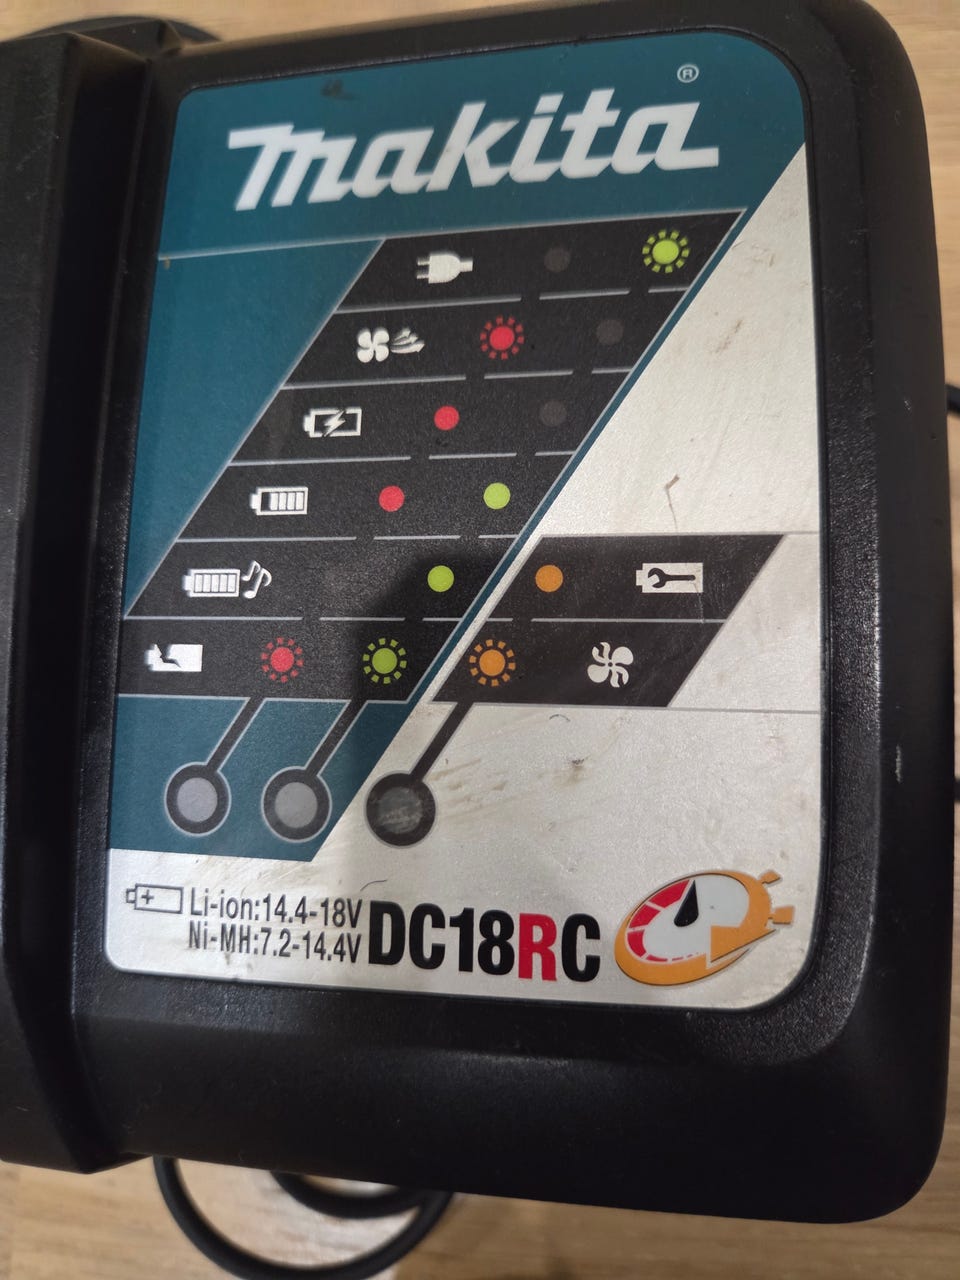 makita®
Li-ion:14.4-18V
Ni-MH:7.2-14.4V
DC18RC